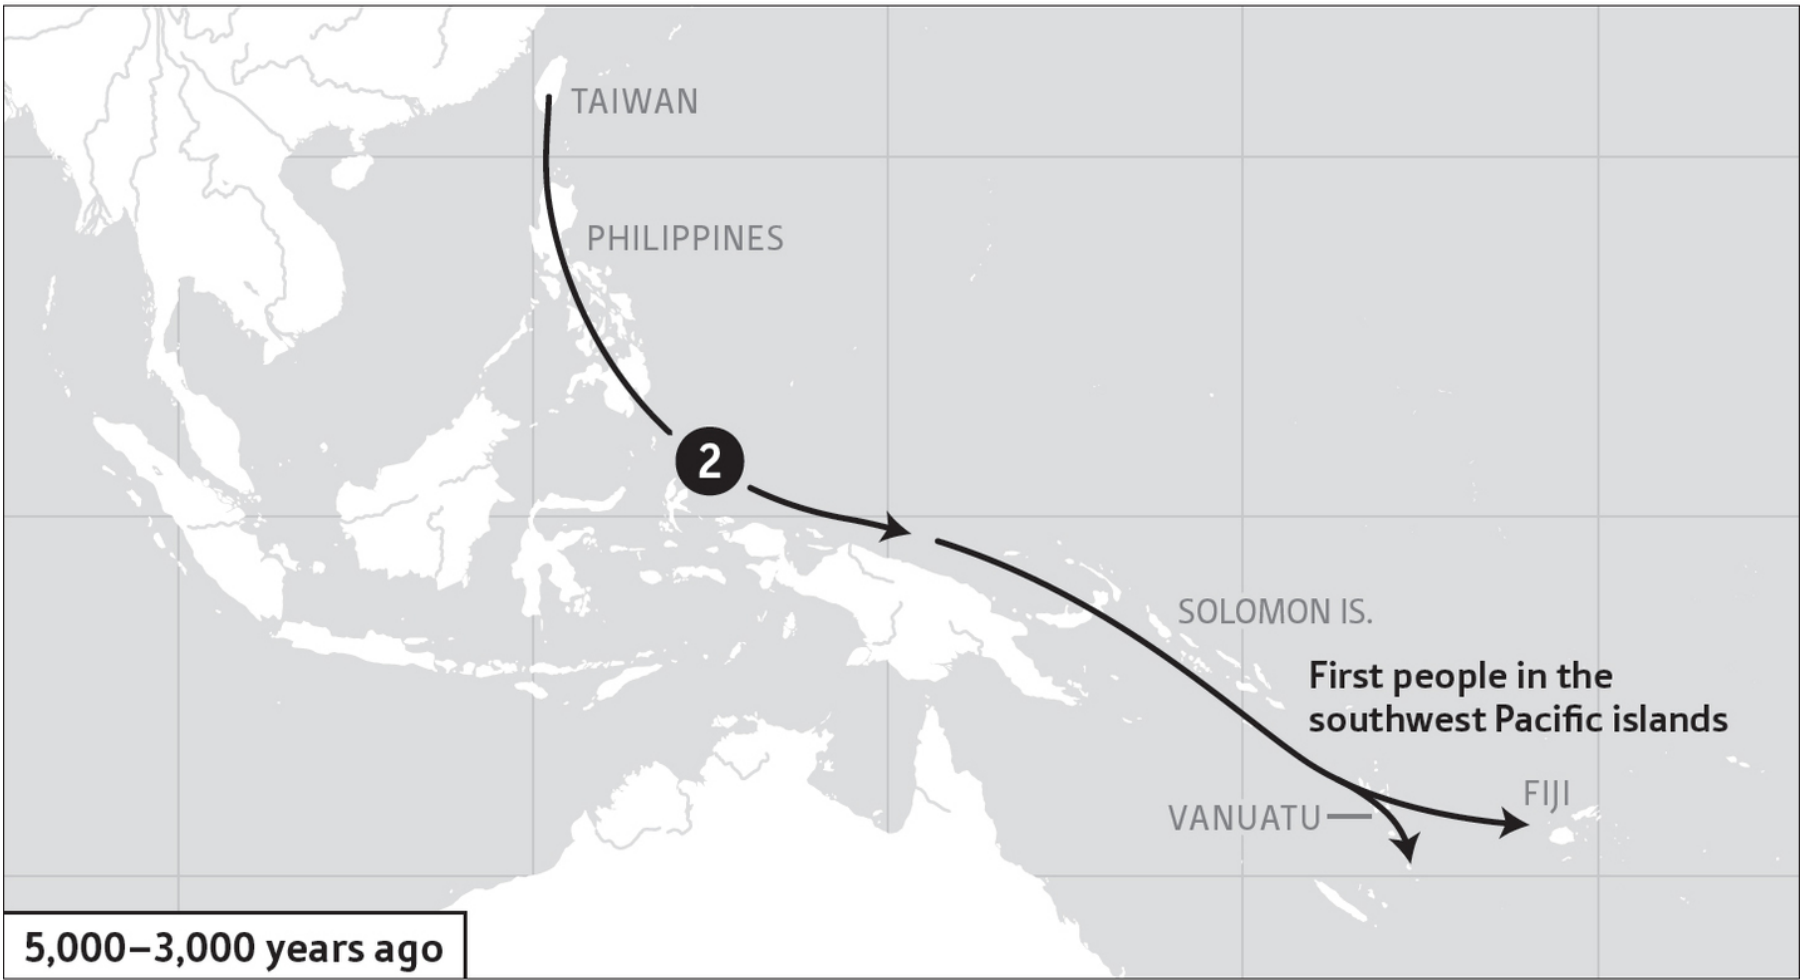 TAIWAN
PHILIPPINES
2
SOLOMON IS.
First people in the
southwest Pacific islands
FIJI
VANUATU
5,000–3,000 years ago